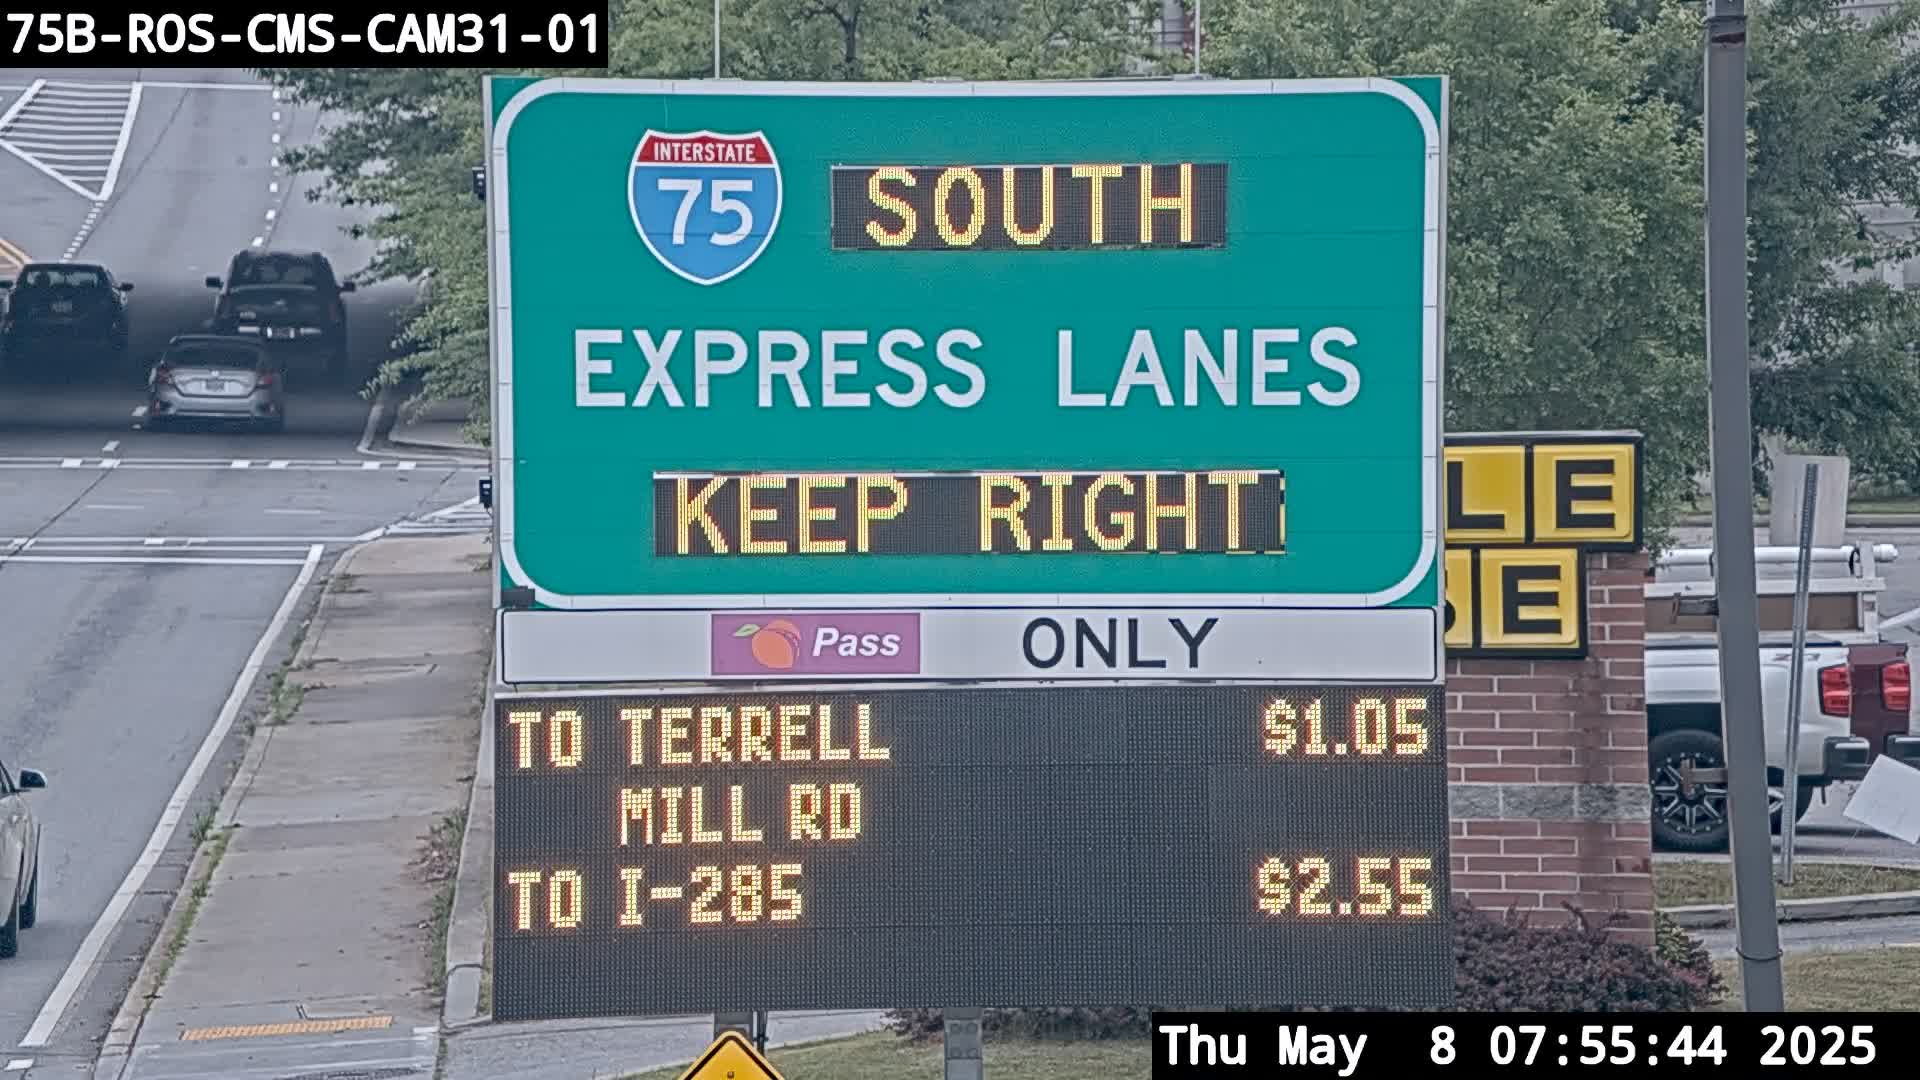 75B-ROS-CMS-CAM31-01
INTERSTATE
75
SOUTH
EXPRESS LANES
KEEP RIGHT
Pass ONLY
TO TERRELL $1.05
MILL RD
TO I-285 $2.55
LE
E
Thu May 8 07:55:44 2025